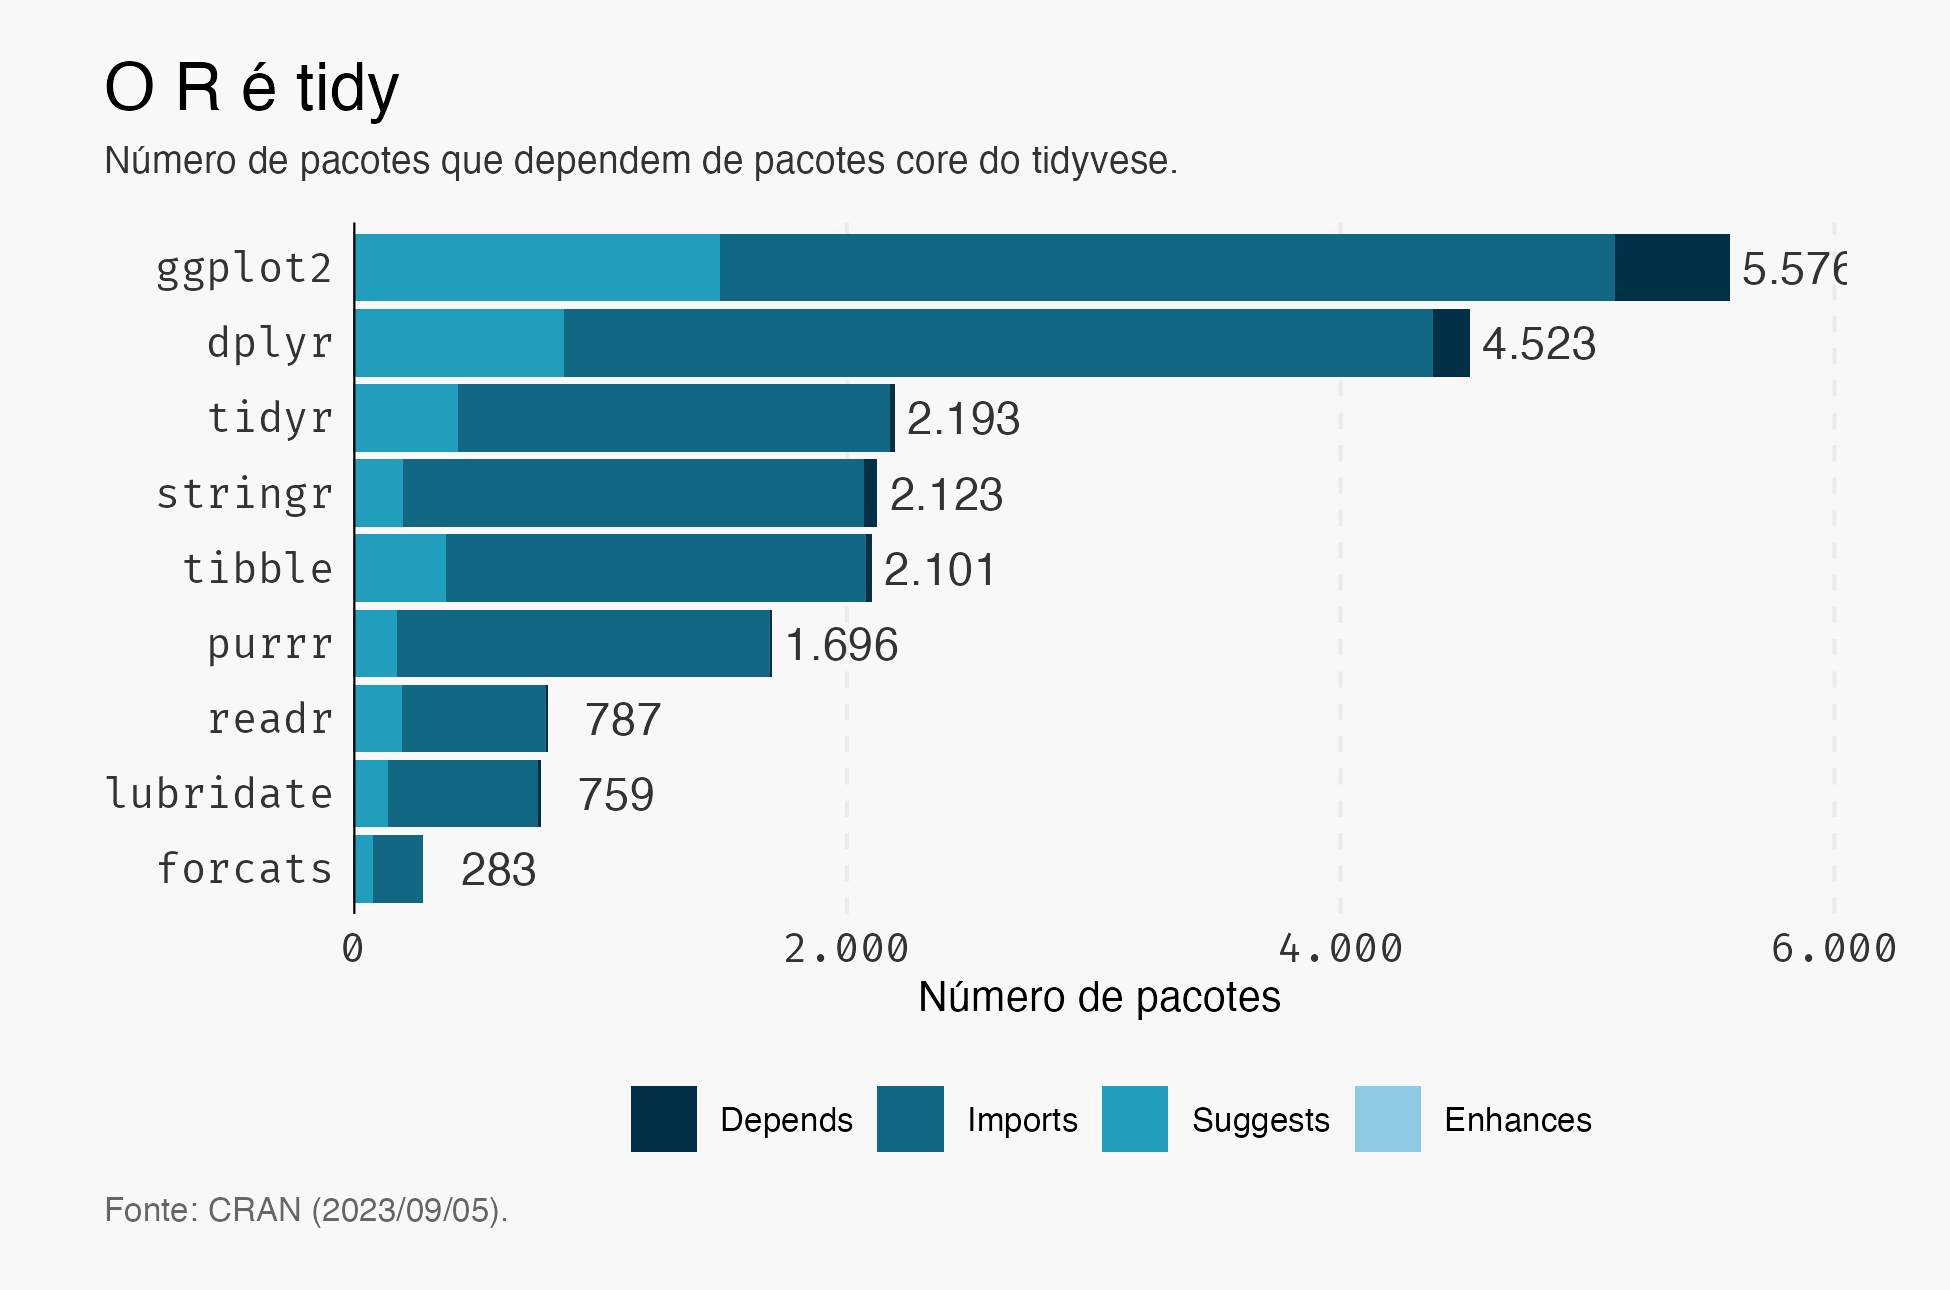 O R é tidy
Número de pacotes que dependem de pacotes core do tidyvese.
ggplot2 5.576
dplyr 4.523
tidyr 2.193
stringr 2.123
tibble 2.101
purrr 1.696
readr 787
lubridate 759
forcats 283
0 2.000 4.000 6.000
Número de pacotes
Depends Imports Suggests Enhances
Fonte: CRAN (2023/09/05).